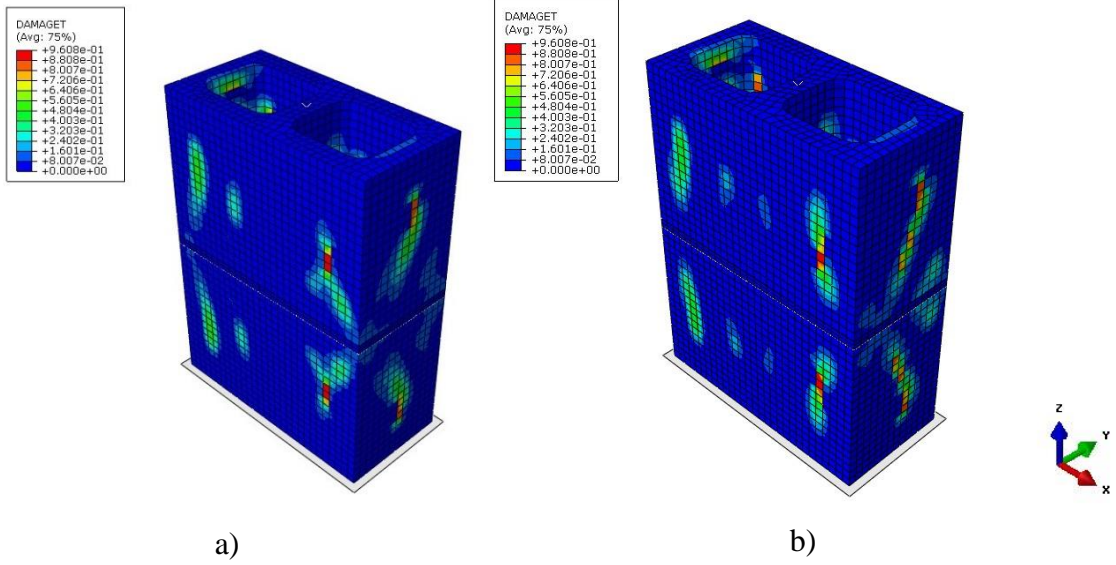 DAMAGET
(Avg: 75%)
+9.608e-01
+8.808e-01
+8.007e-01
+7.206e-01
+6.406e-01
+5.605e-01
+4.804e-01
+4.003e-01
+3.203e-01
+2.402e-01
+1.601e-01
+8.007e-02
+0.000e+00
DAMAGET
(Avg: 75%)
+9.608e-01
+8.808e-01
+8.007e-01
+7.206e-01
+6.406e-01
+5.605e-01
+4.804e-01
+4.003e-01
+3.203e-01
+2.402e-01
+1.601e-01
+8.007e-02
+0.000e+00
Z
Y
X
a)
b)